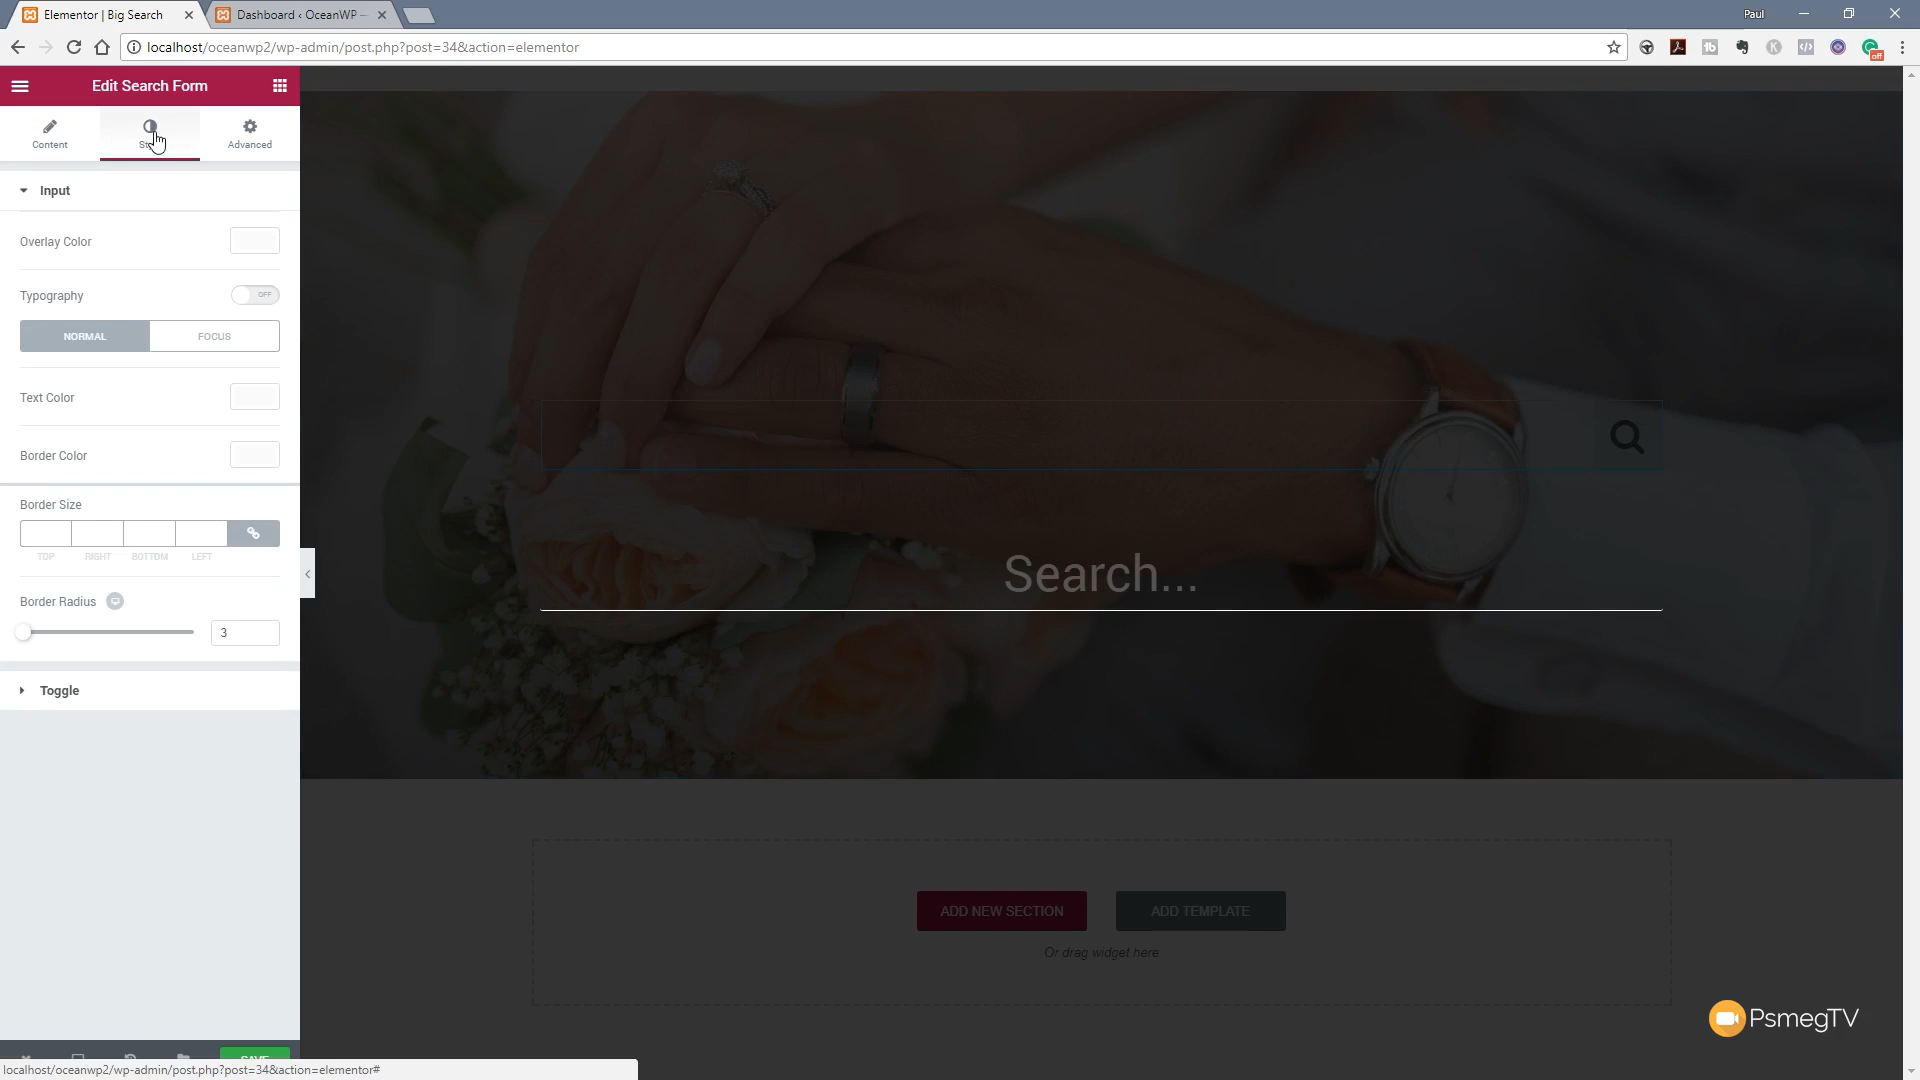 Elementor | Big Search
Dashboard ‹ OceanWP —
Paul
localhost/oceanwp2/wp-admin/post.php?post=34&action=elementor
off
Edit Search Form
Content
Advanced
Input
Overlay Color
Typography
OFF
NORMAL
FOCUS
Text Color
Border Color
Border Size
TOP
RIGHT
BOTTOM
LEFT
Border Radius
3
Toggle
Search...
ADD NEW SECTION
ADD TEMPLATE
Or drag widget here
PsmegTV
SAVE
localhost/oceanwp2/wp-admin/post.php?post=34&action=elementor#